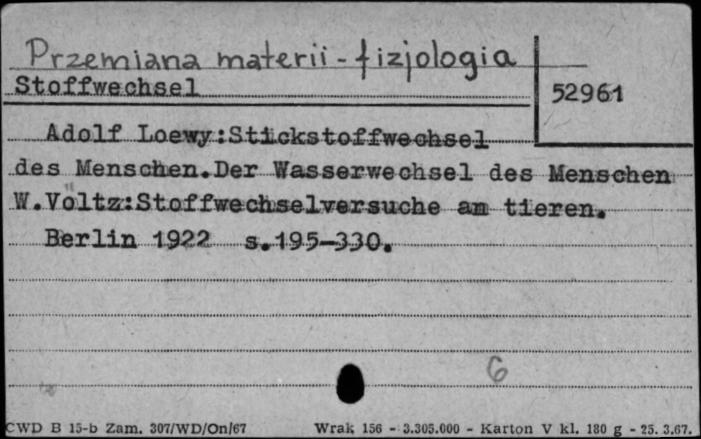 Przemiana materii - fizjologia
Stoffwechsel
52961
Adolf Loewy:Stickstoffwechsel
des Menschen.Der Wasserwechsel des Menschen
W.Völtz:Stoffwechselversuche am tieren.
Berlin 1922 s.195-330.
6
CWD B 15-b Zam. 307/WD/On/67 Wrak 156 - 3.305.000 - Karton V kl. 180 g - 25. 3.67.